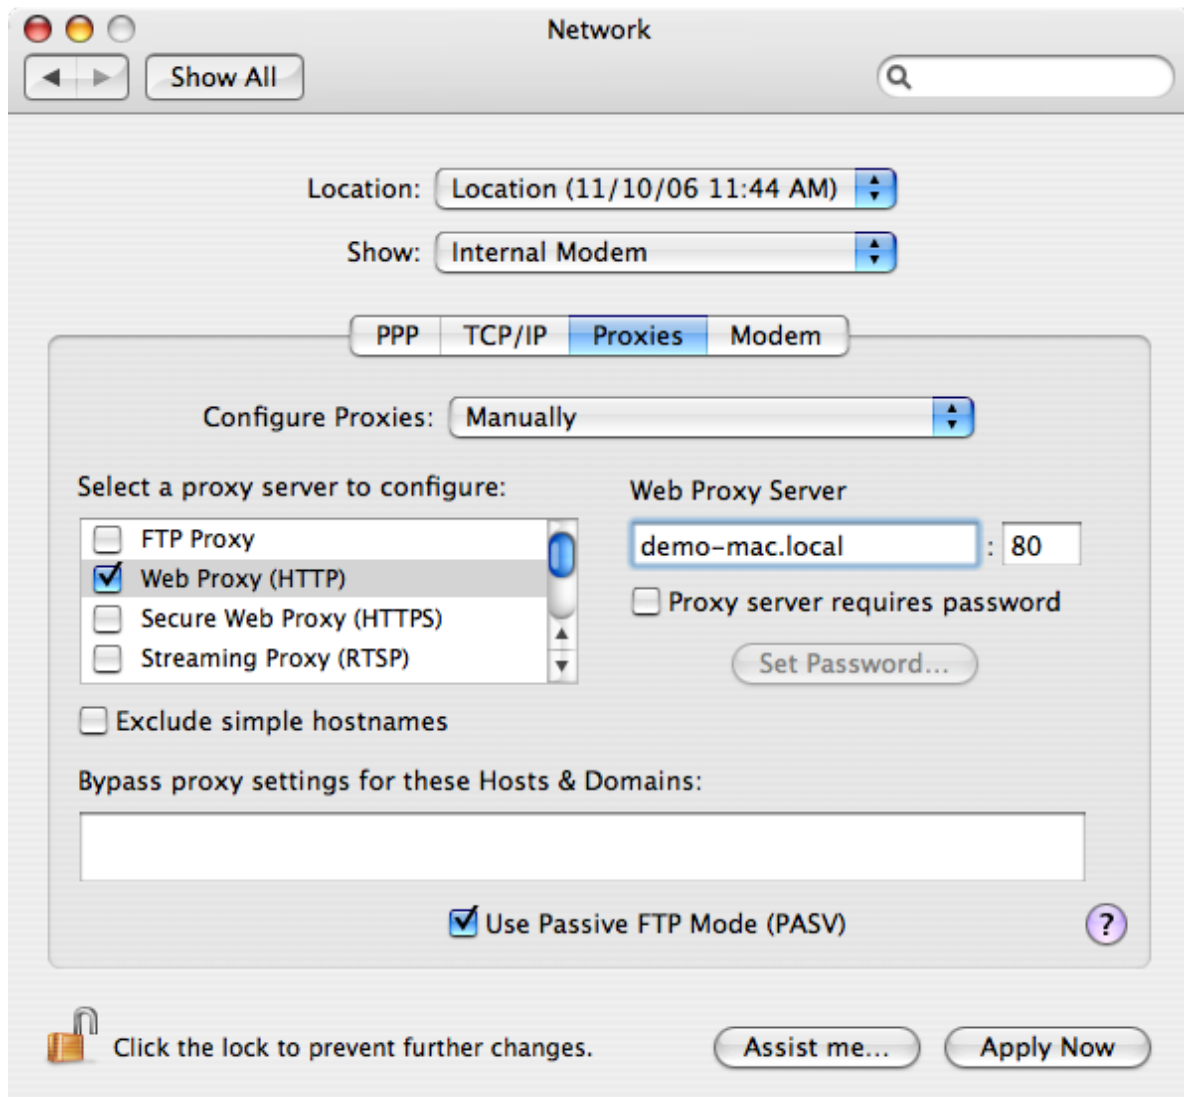 Network
Show All
Location: Location (11/10/06 11:44 AM)
Show: Internal Modem
PPP TCP/IP Proxies Modem
Configure Proxies: Manually
Select a proxy server to configure:
FTP Proxy
Web Proxy (HTTP)
Secure Web Proxy (HTTPS)
Streaming Proxy (RTSP)
Web Proxy Server
demo-mac.local : 80
Proxy server requires password
Set Password...
Exclude simple hostnames
Bypass proxy settings for these Hosts & Domains:
Use Passive FTP Mode (PASV) ?
Click the lock to prevent further changes. Assist me... Apply Now